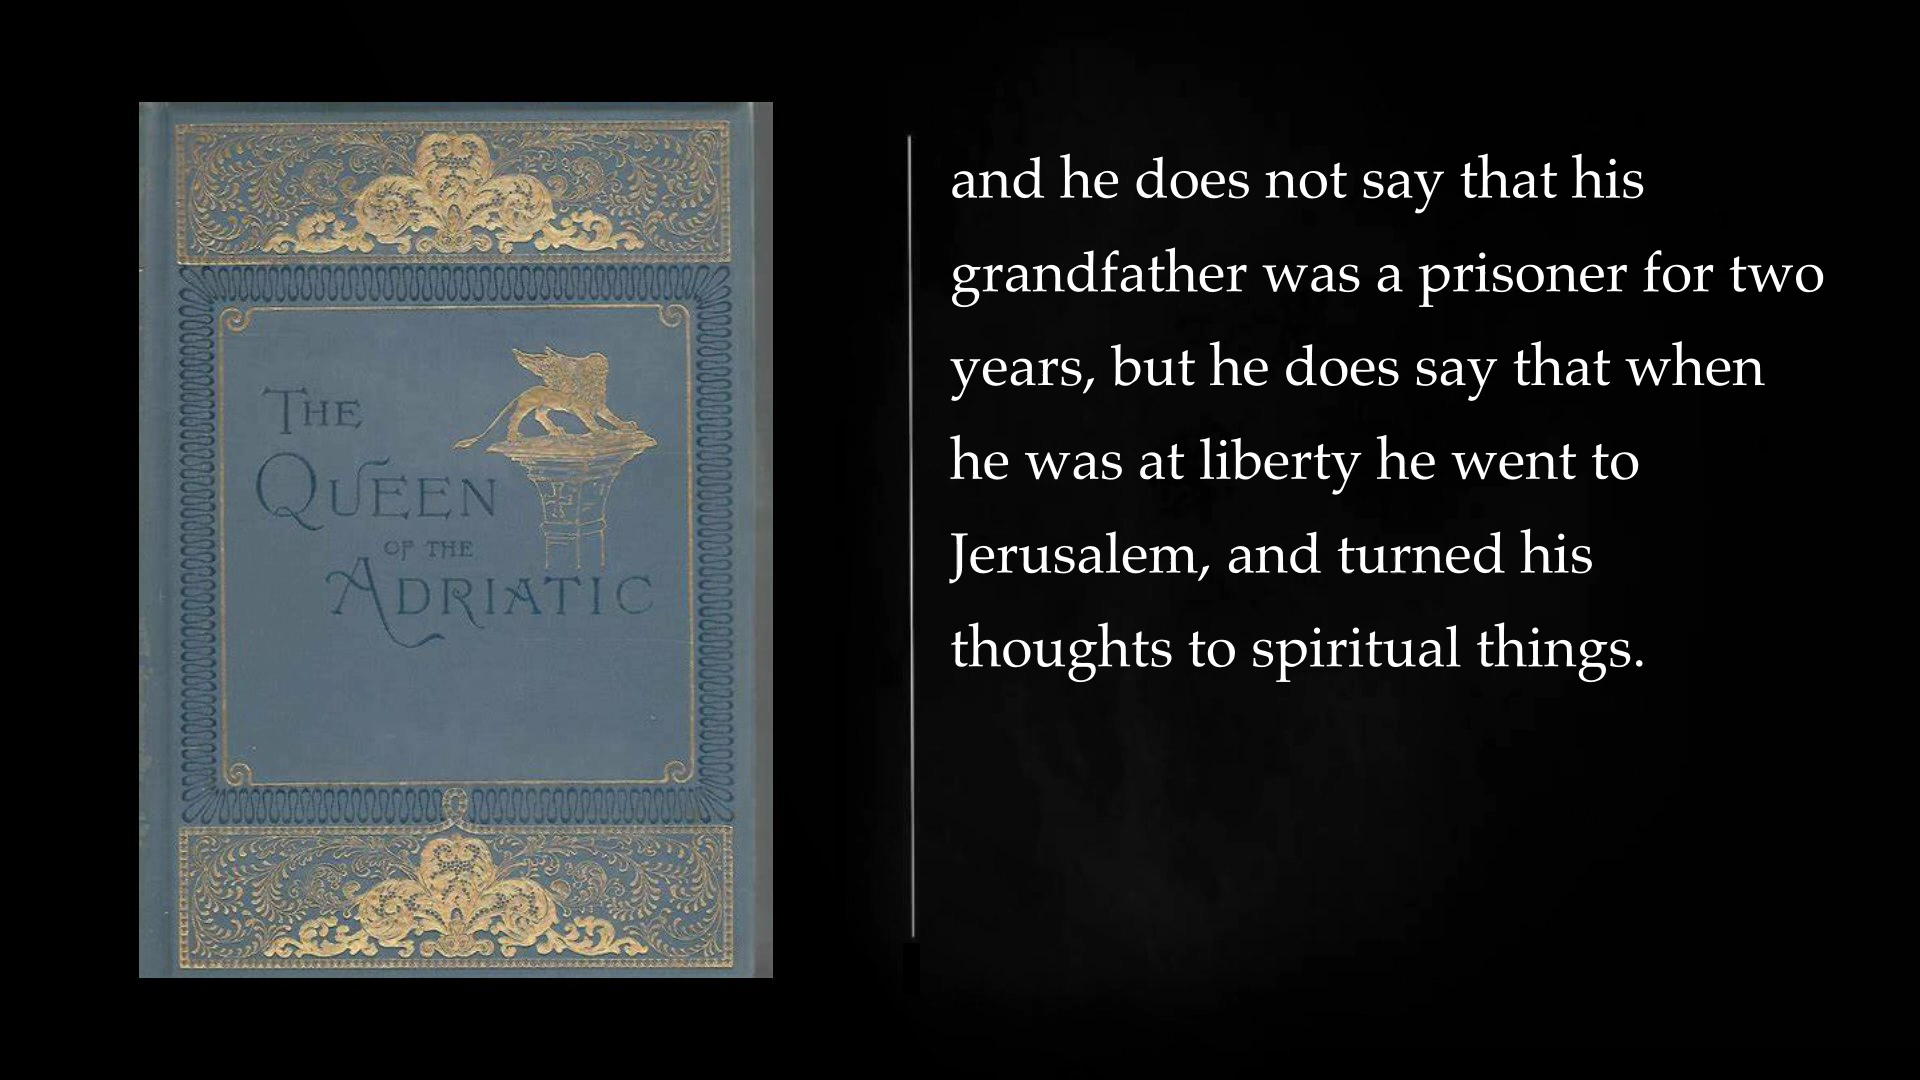 THE
QUEEN
OF THE
ADRIATIC
and he does not say that his
grandfather was a prisoner for two
years, but he does say that when
he was at liberty he went to
Jerusalem, and turned his
thoughts to spiritual things.